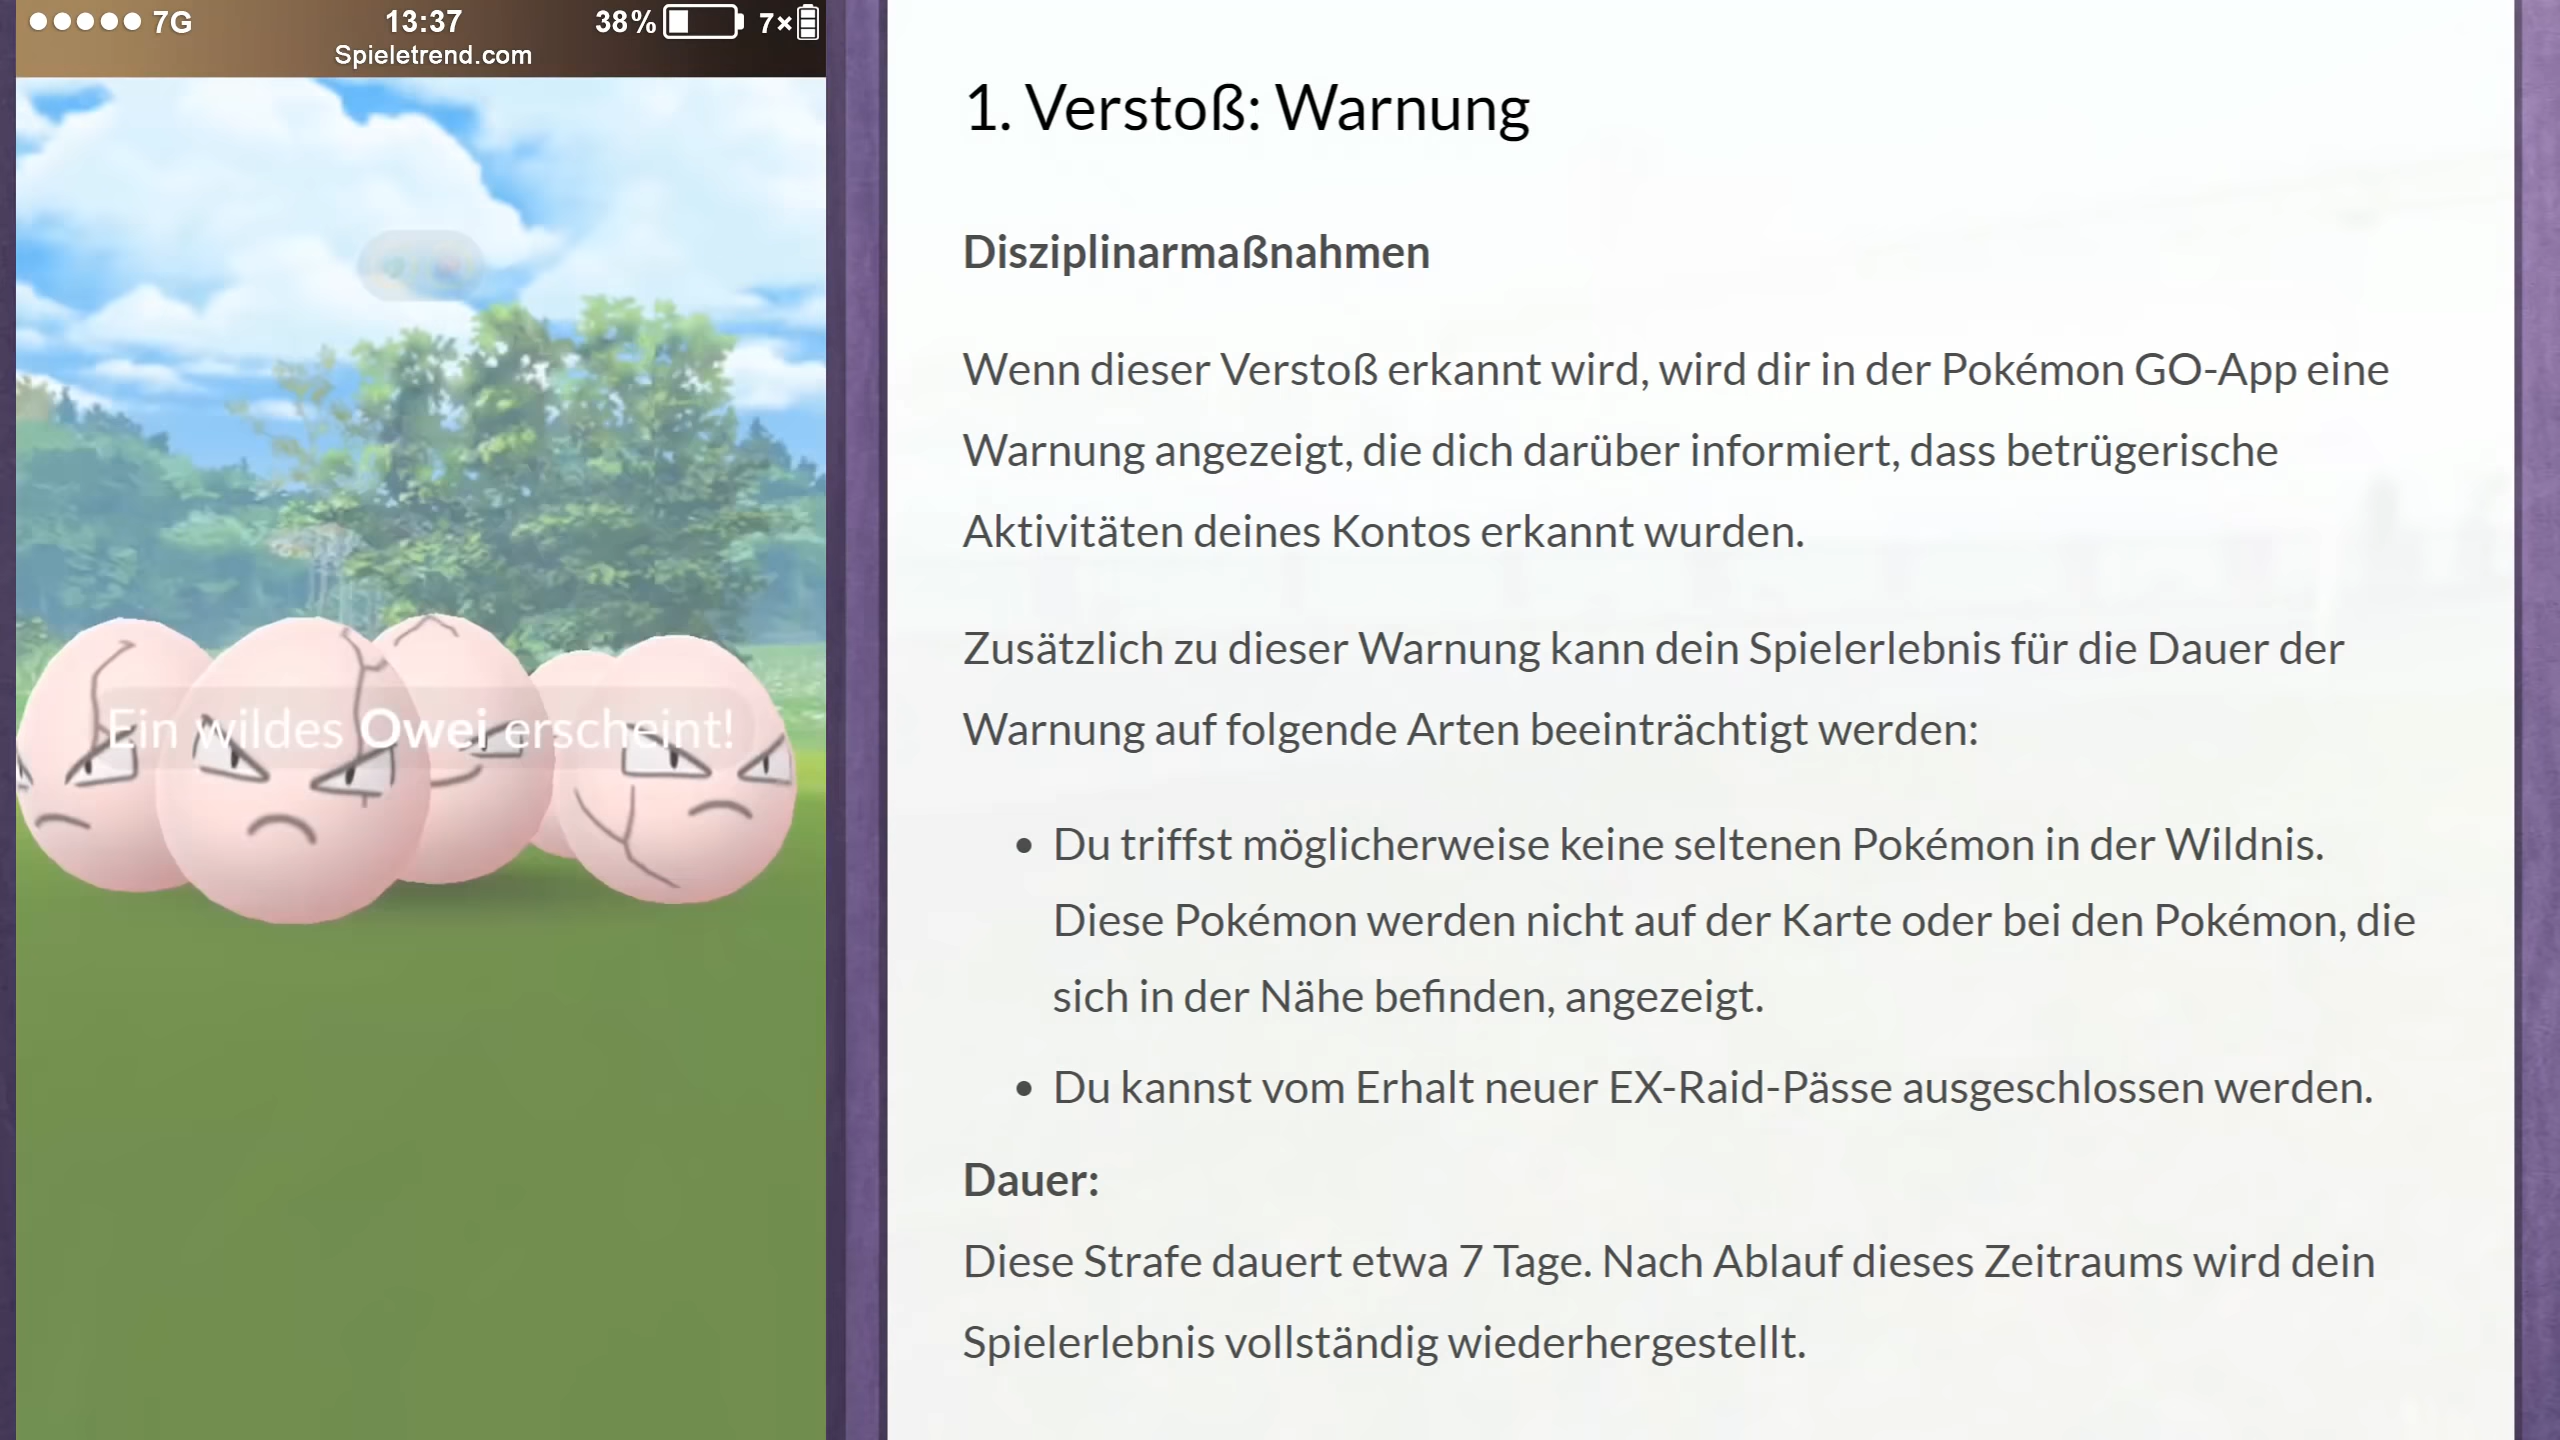 7G 13:37 38% 7×
Spieletrend.com
Ein wildes Owei erscheint!
1. Verstoß: Warnung
Disziplinarmaßnahmen
Wenn dieser Verstoß erkannt wird, wird dir in der Pokémon GO-App eine
Warnung angezeigt, die dich darüber informiert, dass betrügerische
Aktivitäten deines Kontos erkannt wurden.
Zusätzlich zu dieser Warnung kann dein Spielerlebnis für die Dauer der
Warnung auf folgende Arten beeinträchtigt werden:
• Du triffst möglicherweise keine seltenen Pokémon in der Wildnis.
Diese Pokémon werden nicht auf der Karte oder bei den Pokémon, die
sich in der Nähe befinden, angezeigt.
• Du kannst vom Erhalt neuer EX-Raid-Pässe ausgeschlossen werden.
Dauer:
Diese Strafe dauert etwa 7 Tage. Nach Ablauf dieses Zeitraums wird dein
Spielerlebnis vollständig wiederhergestellt.